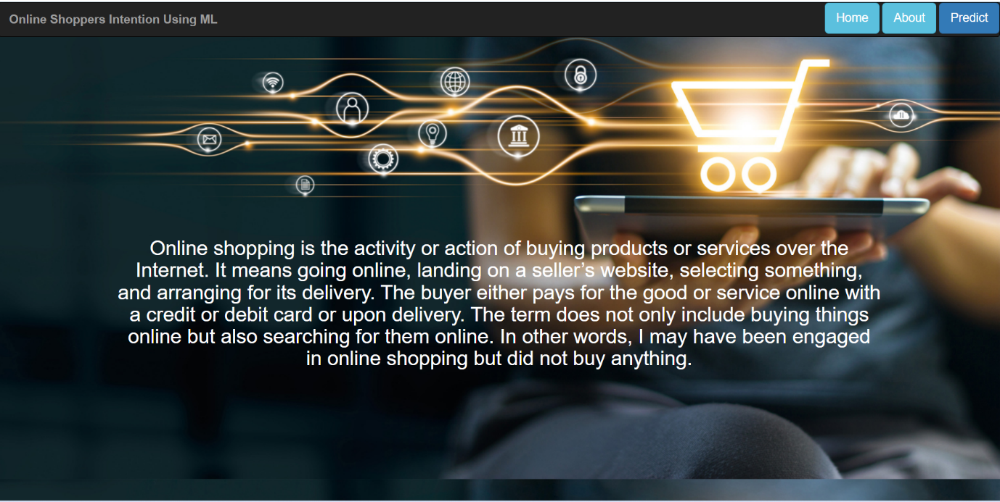 Online Shoppers Intention Using ML
Home
About
Predict
Online shopping is the activity or action of buying products or services over the
Internet. It means going online, landing on a seller’s website, selecting something,
and arranging for its delivery. The buyer either pays for the good or service online with
a credit or debit card or upon delivery. The term does not only include buying things
online but also searching for them online. In other words, I may have been engaged
in online shopping but did not buy anything.